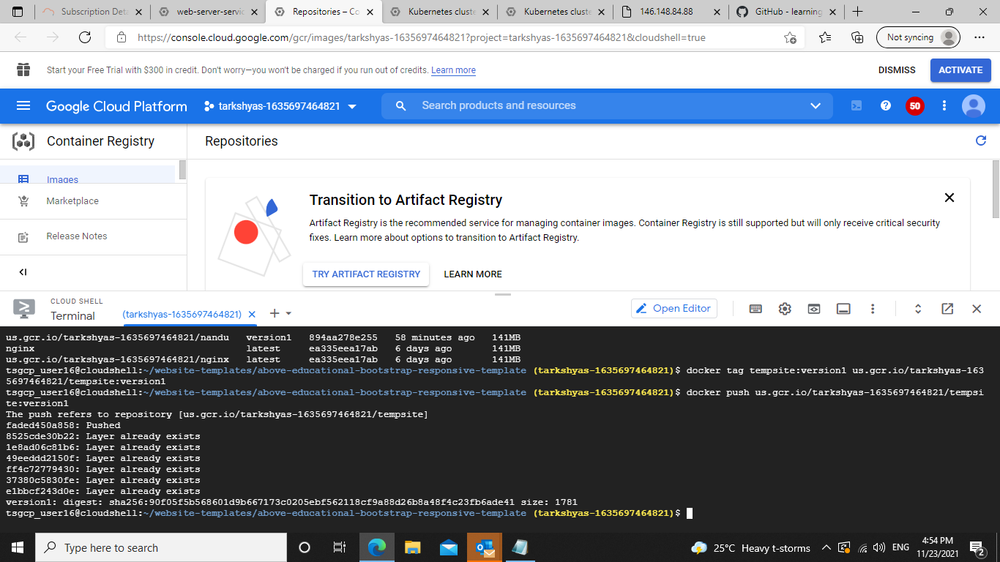 Subscription Deta
web-server-servic
Repositories – Co
Kubernetes cluste
Kubernetes cluste
146.148.84.88
GitHub - learning
https://console.cloud.google.com/gcr/images/tarkshyas-1635697464821?project=tarkshyas-1635697464821&cloudshell=true
Not syncing
Start your Free Trial with $300 in credit. Don't worry—you won't be charged if you run out of credits. Learn more
DISMISS
ACTIVATE
Google Cloud Platform
tarkshyas-1635697464821
Search products and resources
50
Container Registry
Repositories
Images
Marketplace
Release Notes
Transition to Artifact Registry
Artifact Registry is the recommended service for managing container images. Container Registry is still supported but will only receive critical security
fixes. Learn more about options to transition to Artifact Registry.
TRY ARTIFACT REGISTRY
LEARN MORE
CLOUD SHELL
Terminal
(tarkshyas-1635697464821)
Open Editor
us.gcr.io/tarkshyas-1635697464821/nandu version1 894aa278e255 58 minutes ago 141MB
nginx latest ea335eea17ab 6 days ago 141MB
us.gcr.io/tarkshyas-1635697464821/nginx latest ea335eea17ab 6 days ago 141MB
tsgcp_user16@cloudshell:~/website-templates/above-educational-bootstrap-responsive-template (tarkshyas-1635697464821)$ docker tag tempsite:version1 us.gcr.io/tarkshyas-163
5697464821/tempsite:version1
tsgcp_user16@cloudshell:~/website-templates/above-educational-bootstrap-responsive-template (tarkshyas-1635697464821)$ docker push us.gcr.io/tarkshyas-1635697464821/tempsi
te:version1
The push refers to repository [us.gcr.io/tarkshyas-1635697464821/tempsite]
faded450a858: Pushed
8525cde30b22: Layer already exists
1e8ad06c81b6: Layer already exists
49eeddd2150f: Layer already exists
ff4c72779430: Layer already exists
37380c5830fe: Layer already exists
e1bbcf243d0e: Layer already exists
version1: digest: sha256:90f05f5b568601d9b667173c0205ebf562118cf9a88d26b8a48f4c23fb6ade41 size: 1781
tsgcp_user16@cloudshell:~/website-templates/above-educational-bootstrap-responsive-template (tarkshyas-1635697464821)$
Type here to search
25°C Heavy t-storms
ENG
4:54 PM
11/23/2021
2